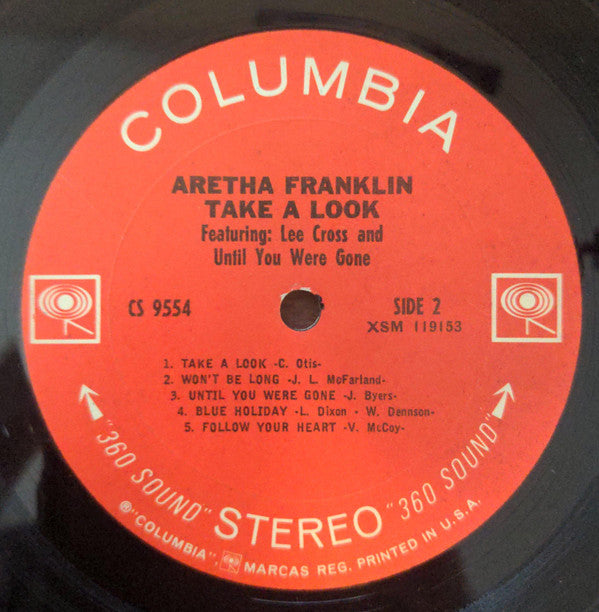 COLUMBIA
ARETHA FRANKLIN
TAKE A LOOK
Featuring: Lee Cross and
Until You Were Gone
CS 9554
SIDE 2
XSM 119153
1. TAKE A LOOK -C. Otis-
2. WON'T BE LONG -J. L. McFarland-
3. UNTIL YOU WERE GONE -J. Byers-
4. BLUE HOLIDAY -L. Dixon - W. Dennson-
5. FOLLOW YOUR HEART -V. McCoy-
"360 SOUND" STEREO "360 SOUND"
®"COLUMBIA", MARCAS REG. PRINTED IN U.S.A.